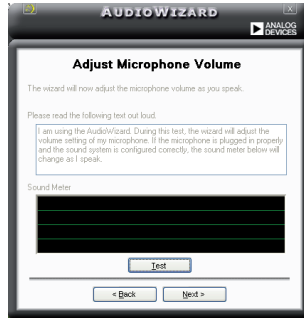 AUDIOWIZARD
X
ANALOG
DEVICES
Adjust Microphone Volume
The wizard will now adjust the microphone volume as you speak.
Please read the following text out loud.
I am using the AudioWizard. During this test, the wizard will adjust the
volume setting of my microphone. If the microphone is plugged in properly
and the sound system is configured correctly, the sound meter below will
change as I speak.
Sound Meter
Test
< Back
Next >